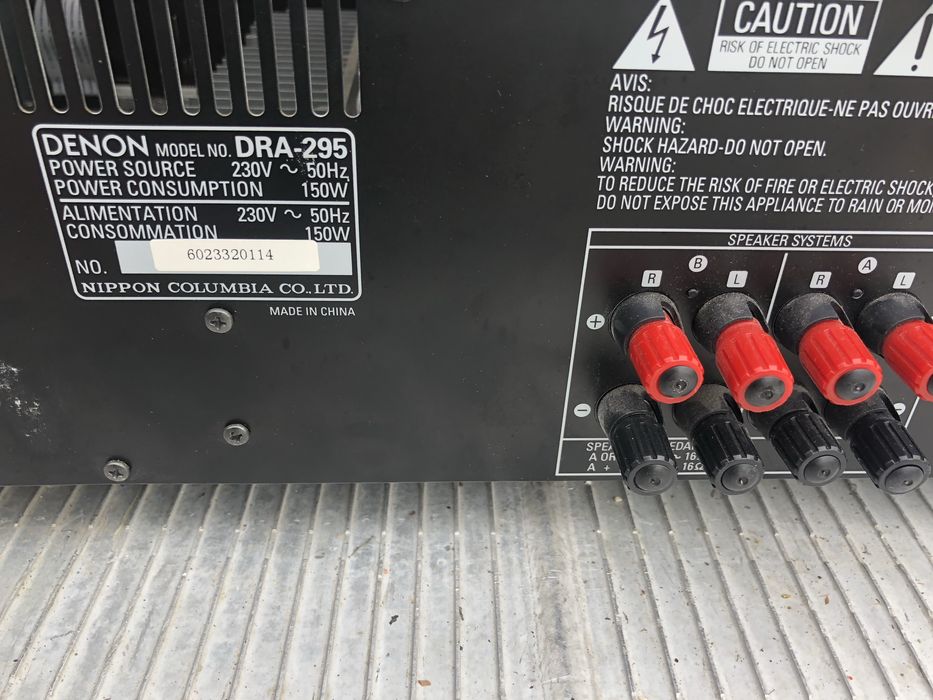 DENON MODEL NO. DRA-295
POWER SOURCE 230V ~ 50Hz
POWER CONSUMPTION 150W
ALIMENTATION 230V ~ 50Hz
CONSOMMATION 150W
NO. 6023320114
NIPPON COLUMBIA CO., LTD.
MADE IN CHINA
CAUTION
RISK OF ELECTRIC SHOCK
DO NOT OPEN
AVIS:
RISQUE DE CHOC ELECTRIQUE-NE PAS OUVR
WARNING:
SHOCK HAZARD-DO NOT OPEN.
WARNING:
TO REDUCE THE RISK OF FIRE OR ELECTRIC SHOCK
DO NOT EXPOSE THIS APPLIANCE TO RAIN OR MOI
SPEAKER SYSTEMS
B A
R L R L
+
−
A +
16Ω